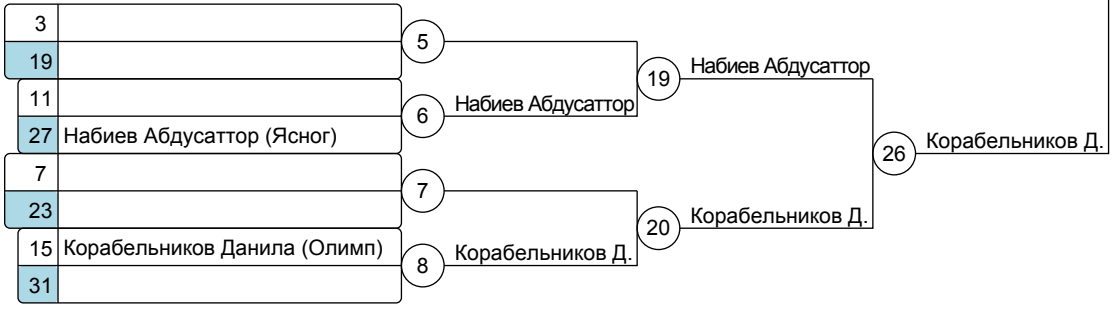 3
19
5
11
27 Набиев Абдусаттор (Ясног)
6
Набиев Абдусаттор
19
Набиев Абдусаттор
7
23
7
15 Корабельников Данила (Олимп)
31
8
Корабельников Д.
20
Корабельников Д.
26
Корабельников Д.